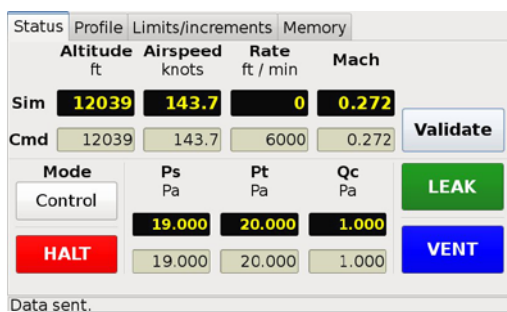 Status Profile Limits/increments Memory
Altitude Airspeed Rate Mach
ft knots ft / min
Sim 12039 143.7 0 0.272
Cmd 12039 143.7 6000 0.272
Validate
Mode Ps Pt Qc
Pa Pa Pa
Control
LEAK
19.000 20.000 1.000
HALT
VENT
19.000 20.000 1.000
Data sent.